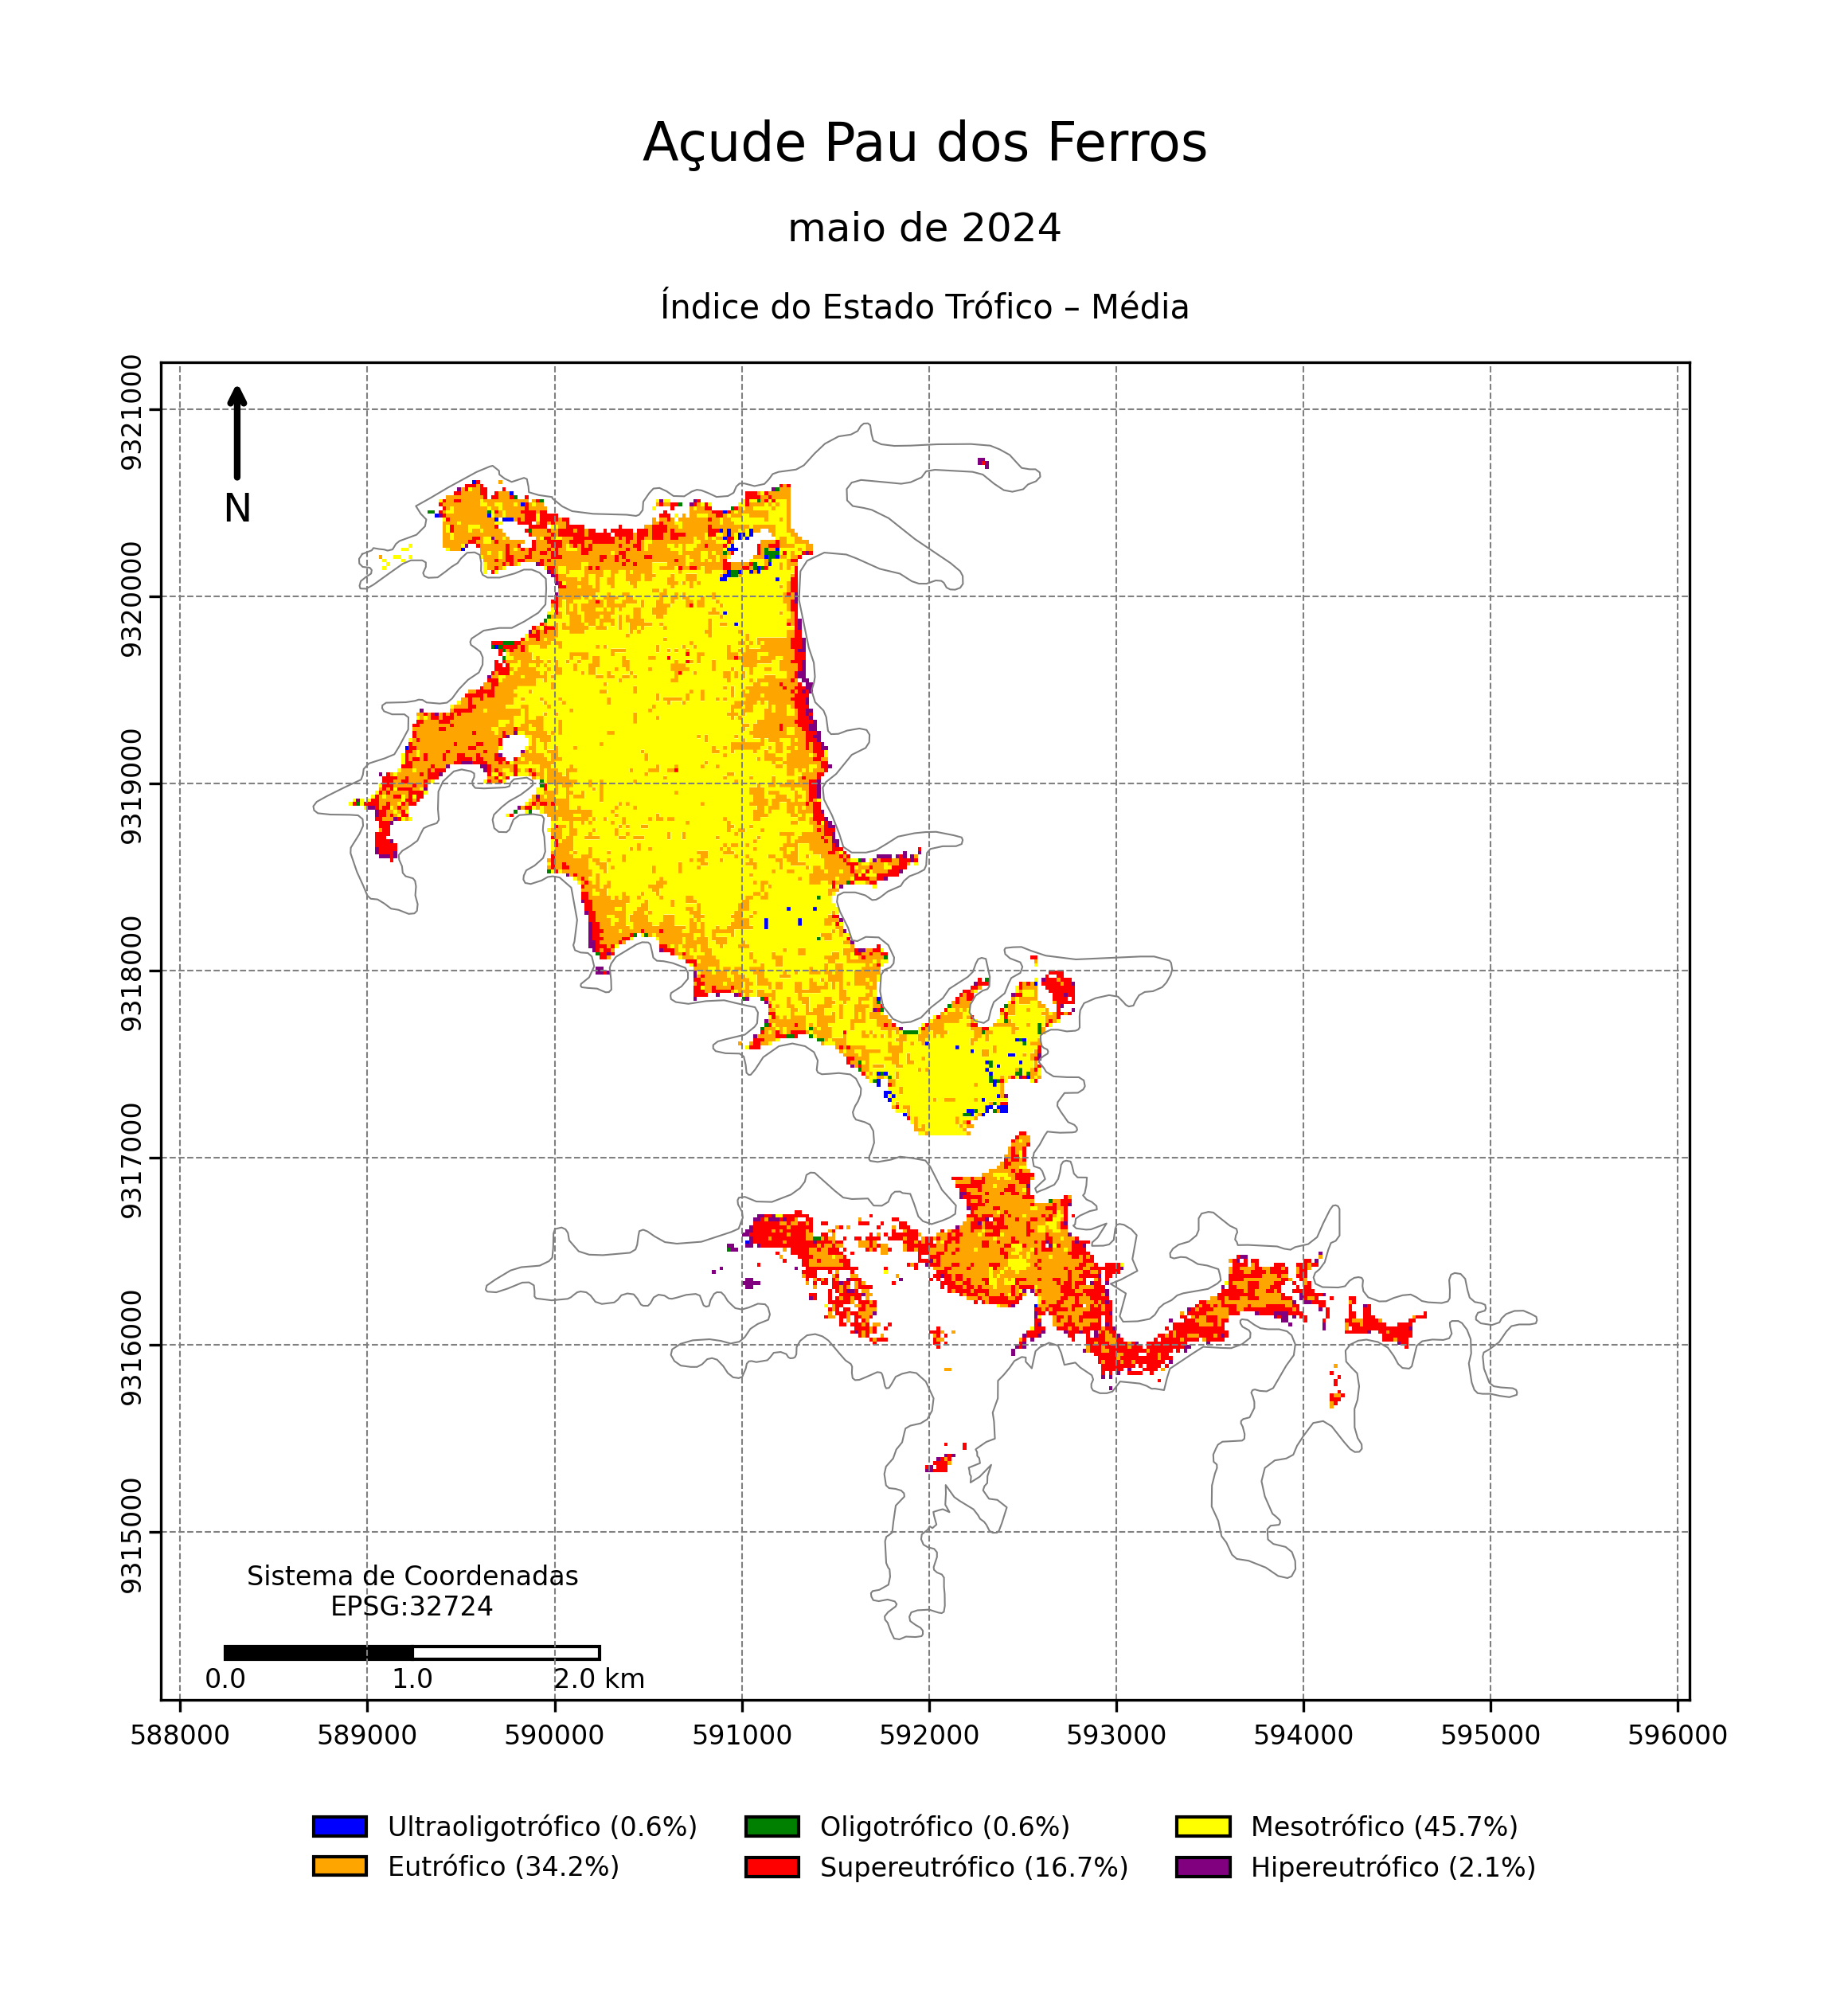 Açude Pau dos Ferros
maio de 2024
Índice do Estado Trófico – Média
9321000
9320000
9319000
9318000
9317000
9316000
9315000
N
Sistema de Coordenadas
EPSG:32724
0.0 1.0 2.0 km
588000 589000 590000 591000 592000 593000 594000 595000 596000
Ultraoligotrófico (0.6%) Oligotrófico (0.6%) Mesotrófico (45.7%)
Eutrófico (34.2%) Supereutrófico (16.7%) Hipereutrófico (2.1%)